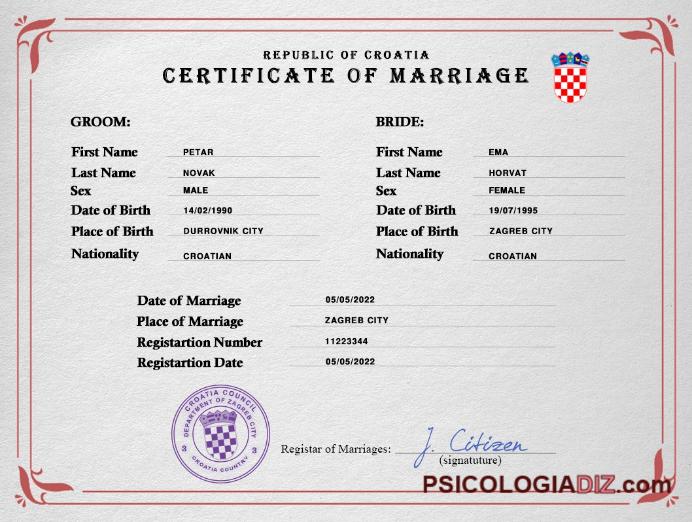 REPUBLIC OF CROATIA
CERTIFICATE OF MARRIAGE
GROOM:
First Name PETAR
Last Name NOVAK
Sex MALE
Date of Birth 14/02/1990
Place of Birth DURROVNIK CITY
Nationality CROATIAN
BRIDE:
First Name EMA
Last Name HORVAT
Sex FEMALE
Date of Birth 19/07/1995
Place of Birth ZAGREB CITY
Nationality CROATIAN
Date of Marriage 05/05/2022
Place of Marriage ZAGREB CITY
Registartion Number 11223344
Registartion Date 05/05/2022
CROATIA COUNCIL
DEPARTMENT OF ZAGREB CITY
3 3
CROATIA COUNTRY
Registar of Marriages: J. Citizen
(signatuture)
PSICOLOGIADIZ.com